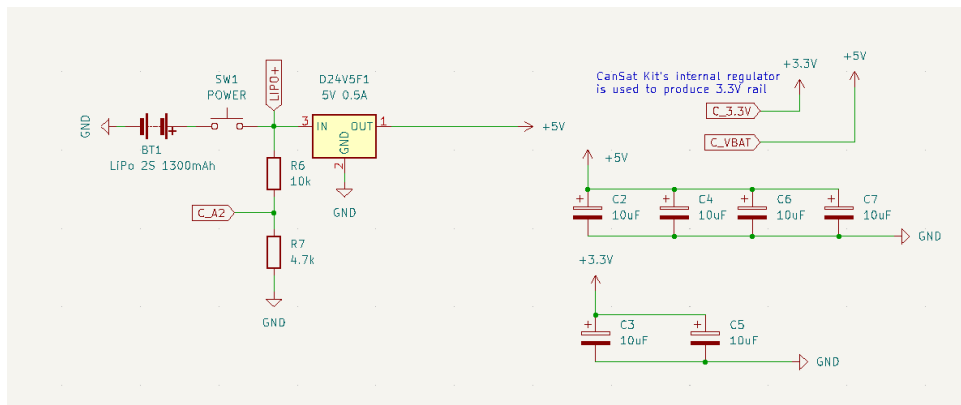 SW1
POWER
LIPO+
D24V5F1
5V 0.5A
3
IN
OUT
1
GND
2
GND
GND
BT1
LiPo 2S 1300mAh
+
R6
10k
C_A2
R7
4.7k
GND
+5V
CanSat Kit's internal regulator
is used to produce 3.3V rail
+3.3V
+5V
C_3.3V
C_VBAT
+5V
+
C2
10uF
+
C4
10uF
+
C6
10uF
+
C7
10uF
GND
+3.3V
+
C3
10uF
+
C5
10uF
GND